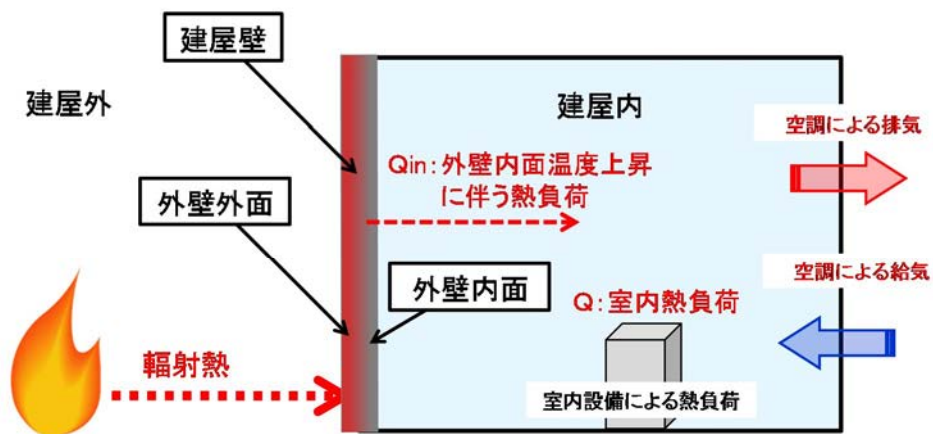 建屋壁
建屋外
建屋内
空調による排気
Qin：外壁内面温度上昇
に伴う熱負荷
外壁外面
外壁内面
空調による給気
Q：室内熱負荷
輻射熱
室内設備による熱負荷